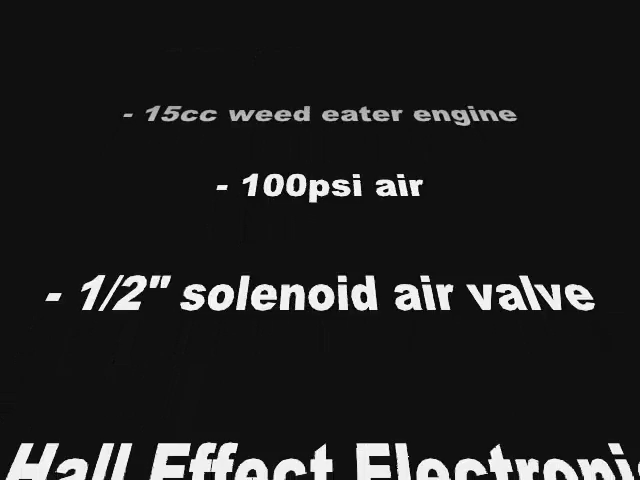 - 15cc weed eater engine
- 100psi air
- 1/2" solenoid air valve
Hall Effect